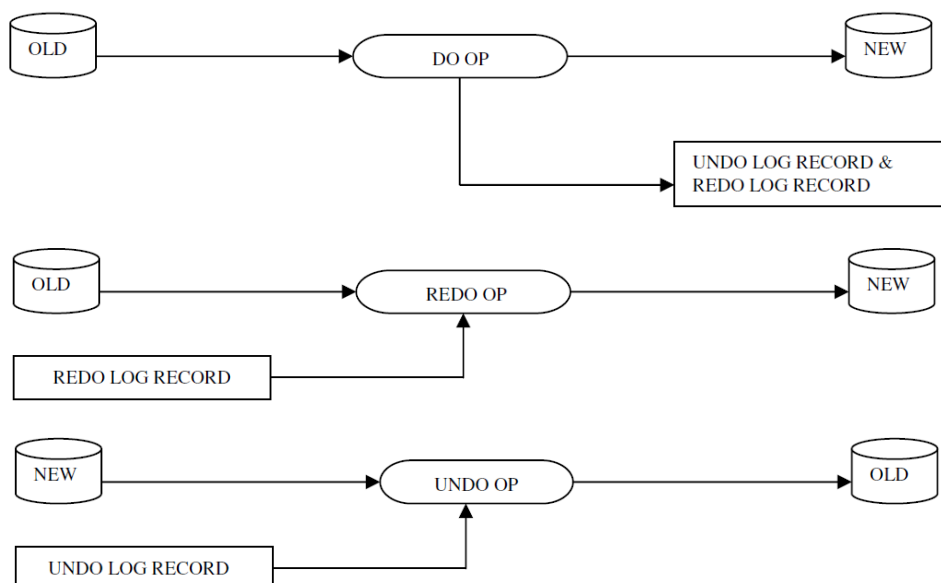 OLD
DO OP
NEW
UNDO LOG RECORD &
REDO LOG RECORD
OLD
REDO OP
NEW
REDO LOG RECORD
NEW
UNDO OP
OLD
UNDO LOG RECORD